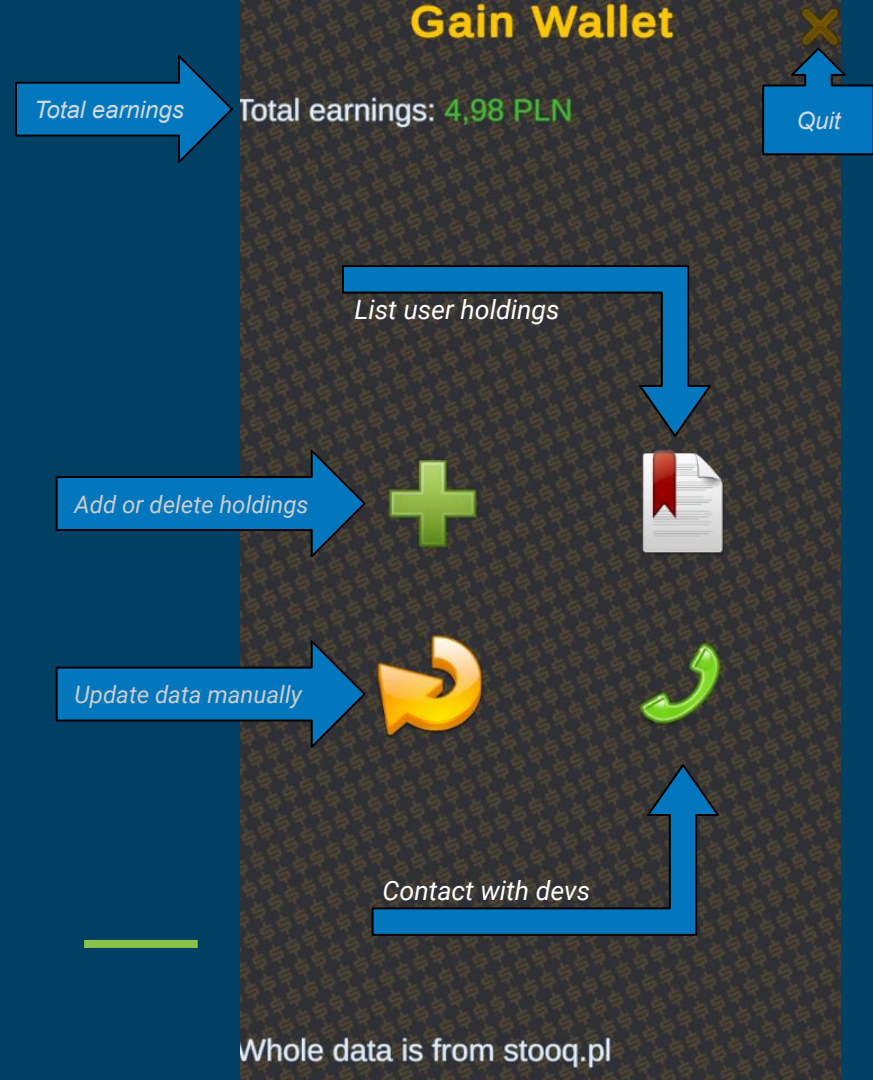 Gain Wallet
Total earnings
Total earnings: 4,98 PLN
Quit
List user holdings
Add or delete holdings
Update data manually
Contact with devs
Whole data is from stooq.pl